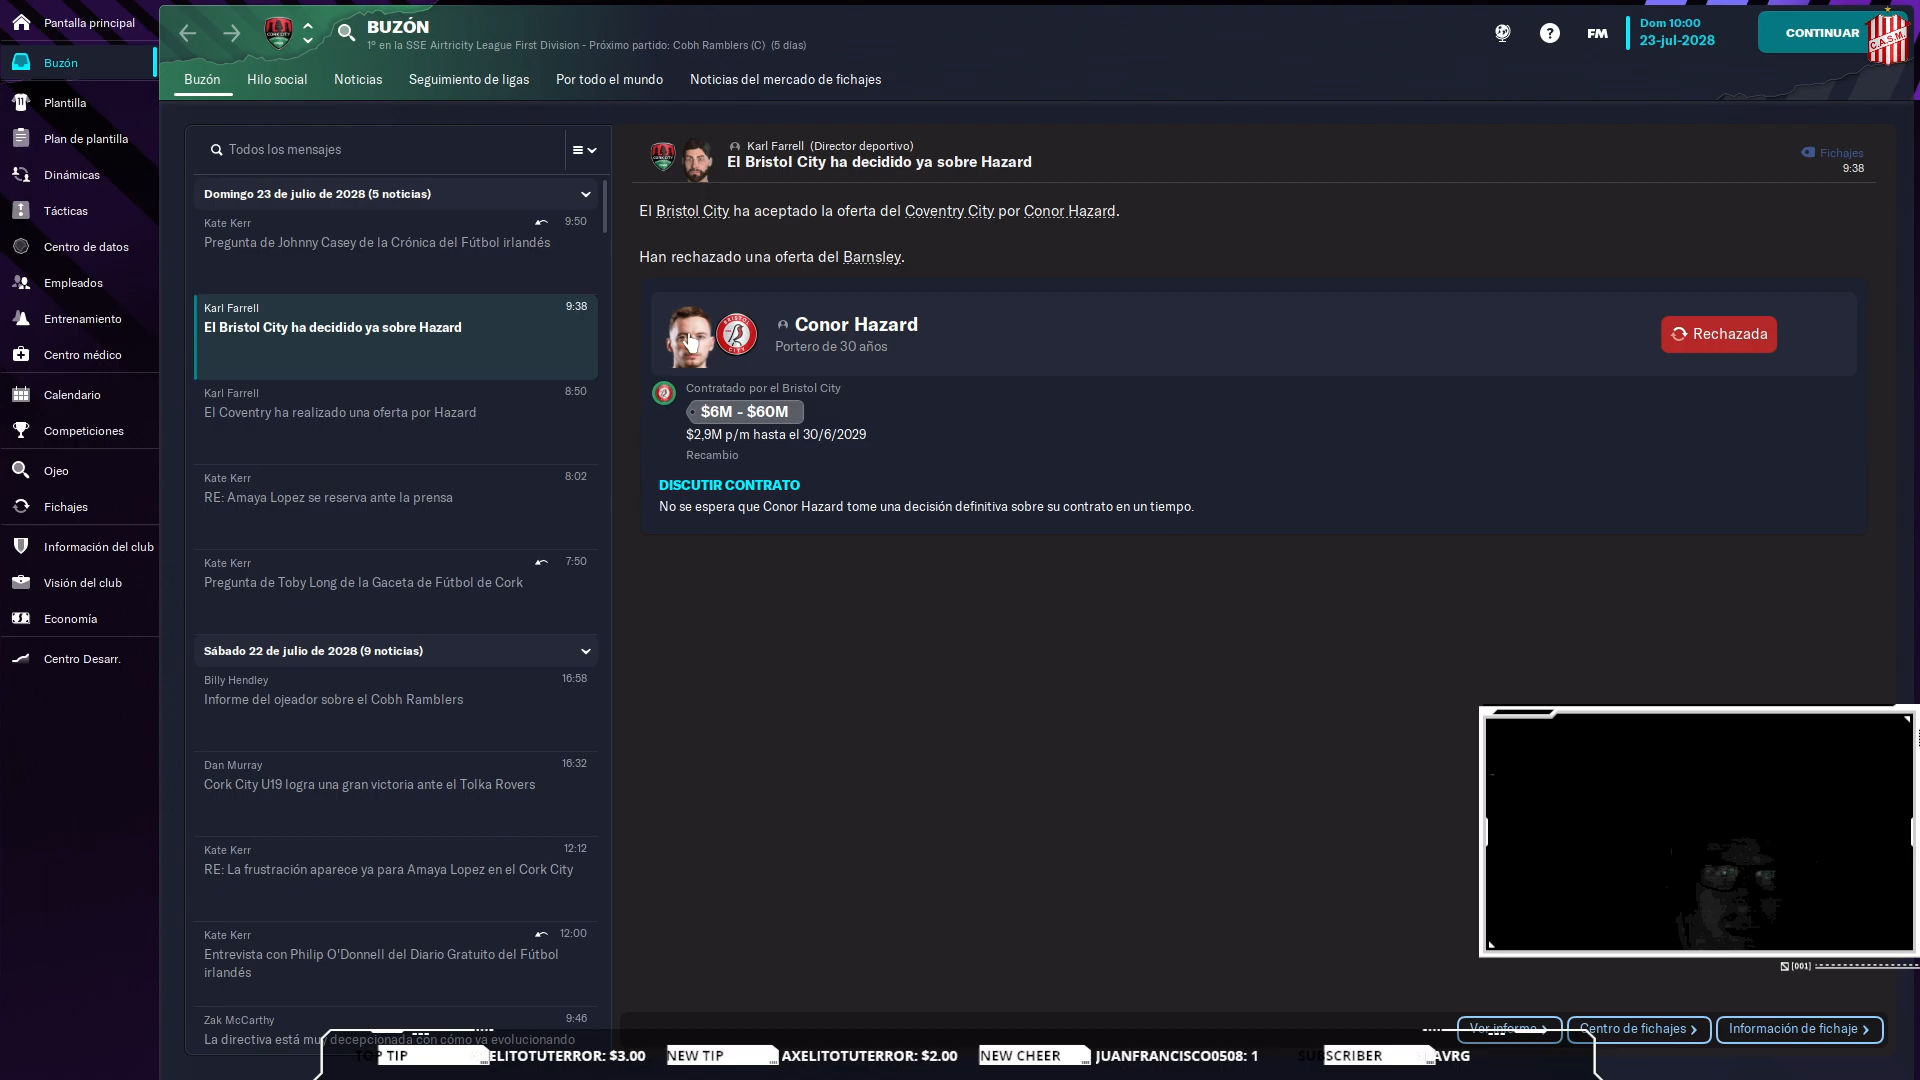 Pantalla principal
Buzón
Plantilla
Plan de plantilla
Dinámicas
Tácticas
Centro de datos
Empleados
Entrenamiento
Centro médico
Calendario
Competiciones
Ojeo
Fichajes
Información del club
Visión del club
Economía
Centro Desarr.
BUZÓN
1º en la SSE Airtricity League First Division - Próximo partido: Cobh Ramblers (C) (5 días)
FM
Dom 10:00
23-jul-2028
CONTINUAR
C.A.S.M.
Buzón
Hilo social
Noticias
Seguimiento de ligas
Por todo el mundo
Noticias del mercado de fichajes
Todos los mensajes
Domingo 23 de julio de 2028 (5 noticias)
Kate Kerr 9:50
Pregunta de Johnny Casey de la Crónica del Fútbol irlandés
Karl Farrell 9:38
El Bristol City ha decidido ya sobre Hazard
Karl Farrell 8:50
El Coventry ha realizado una oferta por Hazard
Kate Kerr 8:02
RE: Amaya Lopez se reserva ante la prensa
Kate Kerr 7:50
Pregunta de Toby Long de la Gaceta de Fútbol de Cork
Sábado 22 de julio de 2028 (9 noticias)
Billy Hendley 16:58
Informe del ojeador sobre el Cobh Ramblers
Dan Murray 16:32
Cork City U19 logra una gran victoria ante el Tolka Rovers
Kate Kerr 12:12
RE: La frustración aparece ya para Amaya Lopez en el Cork City
Kate Kerr 12:00
Entrevista con Philip O'Donnell del Diario Gratuito del Fútbol
irlandés
Zak McCarthy 9:46
La directiva está muy decepcionada con cómo va evolucionando
Karl Farrell (Director deportivo)
El Bristol City ha decidido ya sobre Hazard
Fichajes
9:38
El Bristol City ha aceptado la oferta del Coventry City por Conor Hazard.
Han rechazado una oferta del Barnsley.
Conor Hazard
Portero de 30 años
Rechazada
Contratado por el Bristol City
$6M - $60M
$2,9M p/m hasta el 30/6/2029
Recambio
DISCUTIR CONTRATO
No se espera que Conor Hazard tome una decisión definitiva sobre su contrato en un tiempo.
[001]
Ver informe
Centro de fichajes
Información de fichaje
TOP TIP
ELITOTUTERROR: $3.00
NEW TIP
AXELITOTUTERROR: $2.00
NEW CHEER
JUANFRANCISCO0508: 1
SUBSCRIBER
AVRG